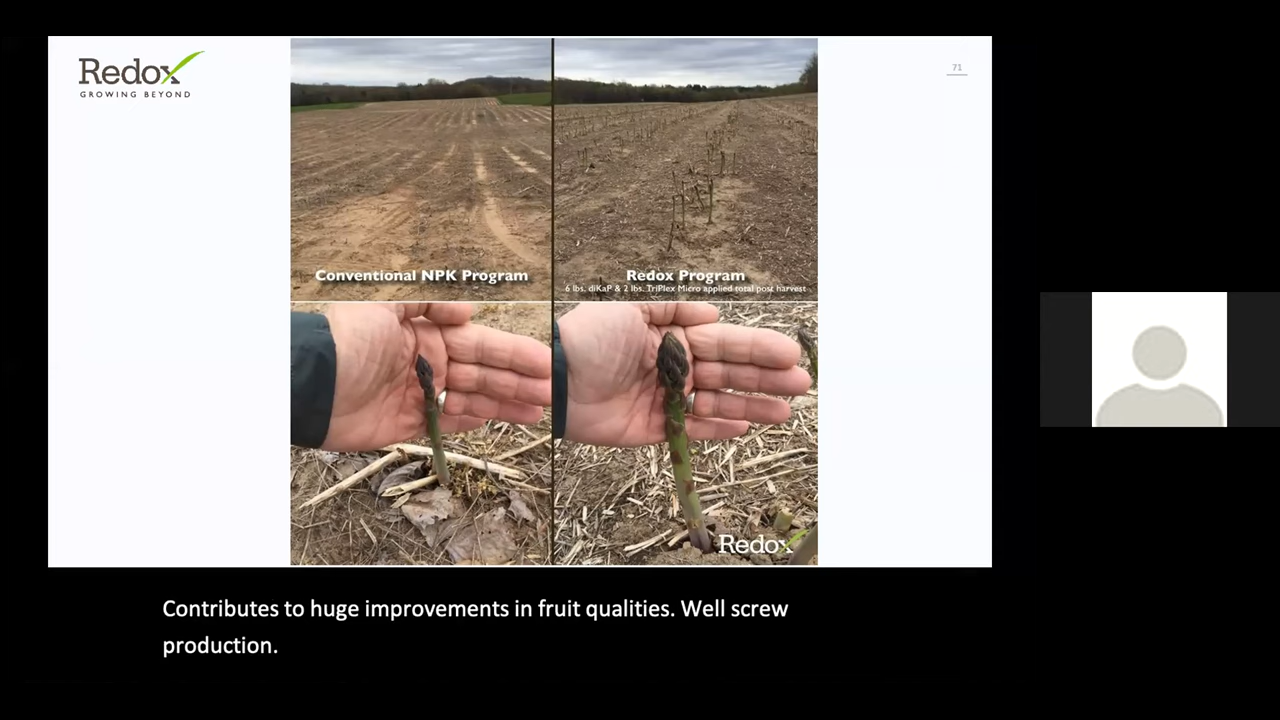 Redox
GROWING BEYOND
71
Conventional NPK Program
Redox Program
6 lbs. diKaP & 2 lbs. TriPlex Micro applied total post harvest
Redox
Contributes to huge improvements in fruit qualities. Well screw
production.